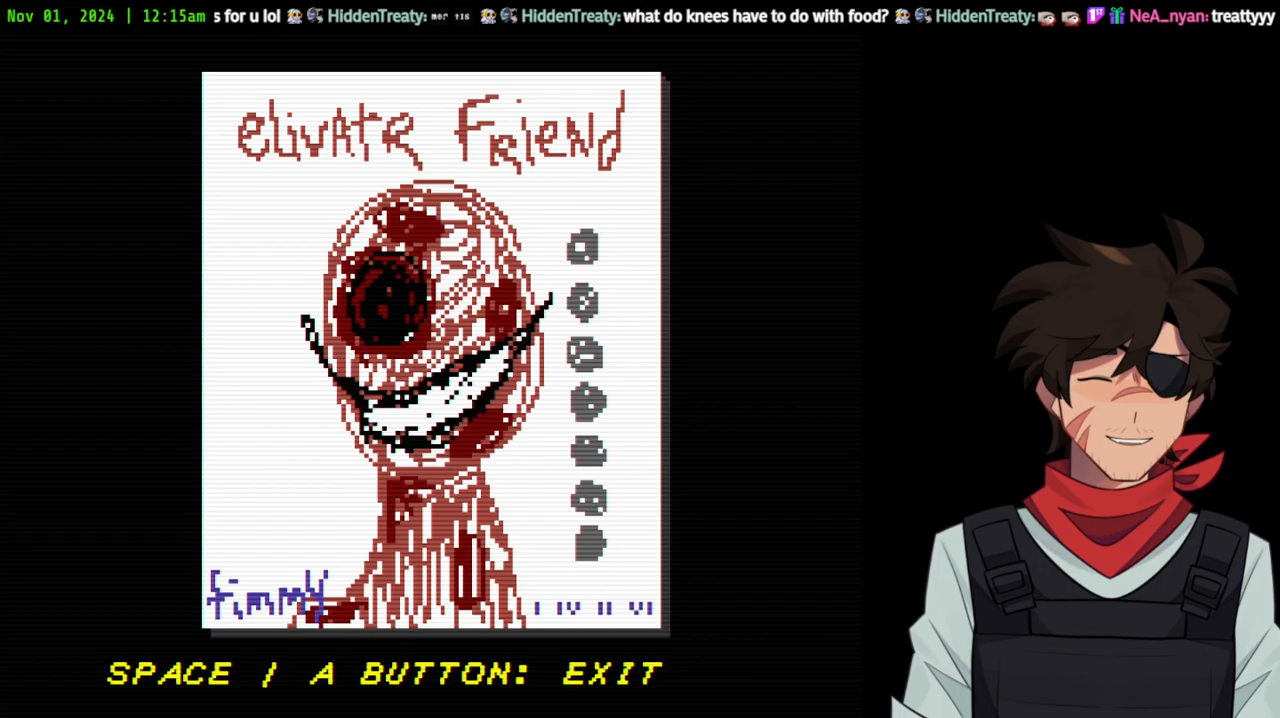 Nov 01, 2024 | 12:15am s for u lol HiddenTreaty: HiddenTreaty: what do knees have to do with food? HiddenTreaty: 1ST NeA_nyan: treattyyy
elivAtR FRieNd
Timmy I IV II VI
SPACE / A BUTTON: EXIT